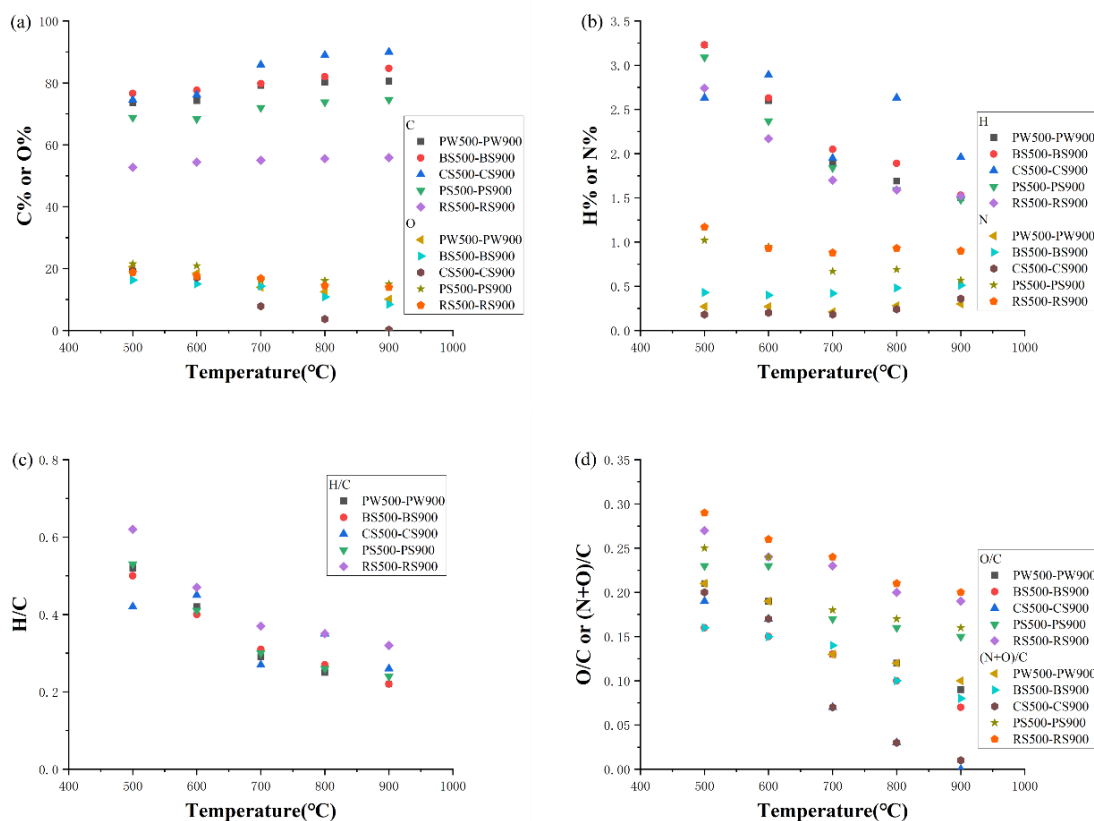 (a)
100
80
60
40
20
0
C% or O%
400 500 600 700 800 900 1000
Temperature(°C)
C
PW500-PW900
BS500-BS900
CS500-CS900
PS500-PS900
RS500-RS900
O
PW500-PW900
BS500-BS900
CS500-CS900
PS500-PS900
RS500-RS900
(b)
3.5
3.0
2.5
2.0
1.5
1.0
0.5
0.0
H% or N%
400 500 600 700 800 900 1000
Temperature(°C)
H
PW500-PW900
BS500-BS900
CS500-CS900
PS500-PS900
RS500-RS900
N
PW500-PW900
BS500-BS900
CS500-CS900
PS500-PS900
RS500-RS900
(c)
0.8
0.6
0.4
0.2
0.0
H/C
400 500 600 700 800 900 1000
Temperature(°C)
H/C
PW500-PW900
BS500-BS900
CS500-CS900
PS500-PS900
RS500-RS900
(d)
0.35
0.30
0.25
0.20
0.15
0.10
0.05
0.00
O/C or (N+O)/C
400 500 600 700 800 900 1000
Temperature(°C)
O/C
PW500-PW900
BS500-BS900
CS500-CS900
PS500-PS900
RS500-RS900
(N+O)/C
PW500-PW900
BS500-BS900
CS500-CS900
PS500-PS900
RS500-RS900